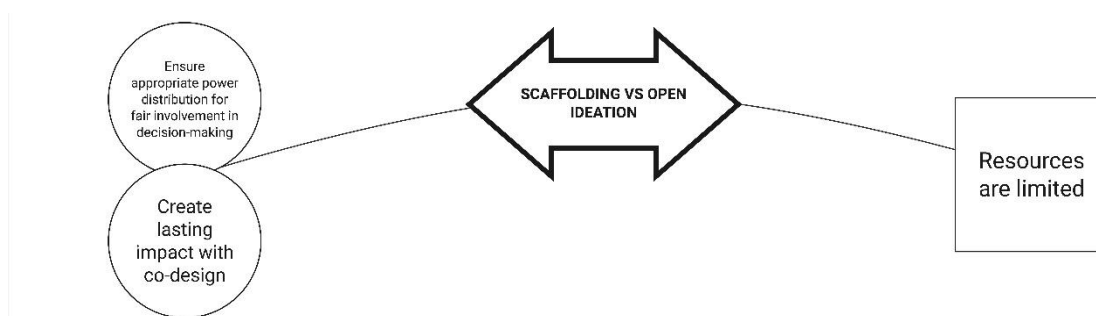 Ensure
appropriate power
distribution for
fair involvement in
decision-making
Create
lasting
impact with
co-design
SCAFFOLDING VS OPEN
IDEATION
Resources
are limited